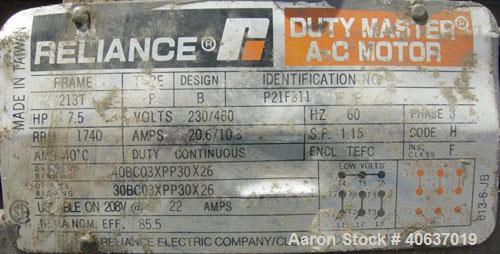 RELIANCE® DUTY MASTER®
A-C MOTOR
MADE IN TAIWAN
FRAME TYPE DESIGN IDENTIFICATION NO.
213T P B
HP 7.5 VOLTS 230/460 HZ 60 PHASE 3
RPM 1740 AMPS 20.6/10.3 S.F. 1.15 CODE H
AMB 40°C DUTY CONTINUOUS ENCL TEFC INS. CLASS F
40BC03XPP30X26 LOW VOLTS
30BC03XPP30X26
USABLE ON 208V @ 22 AMPS
NEMA NOM. EFF. 85.5
RELIANCE ELECTRIC COMPANY
613-6-JB
Aaron Stock # 40637019